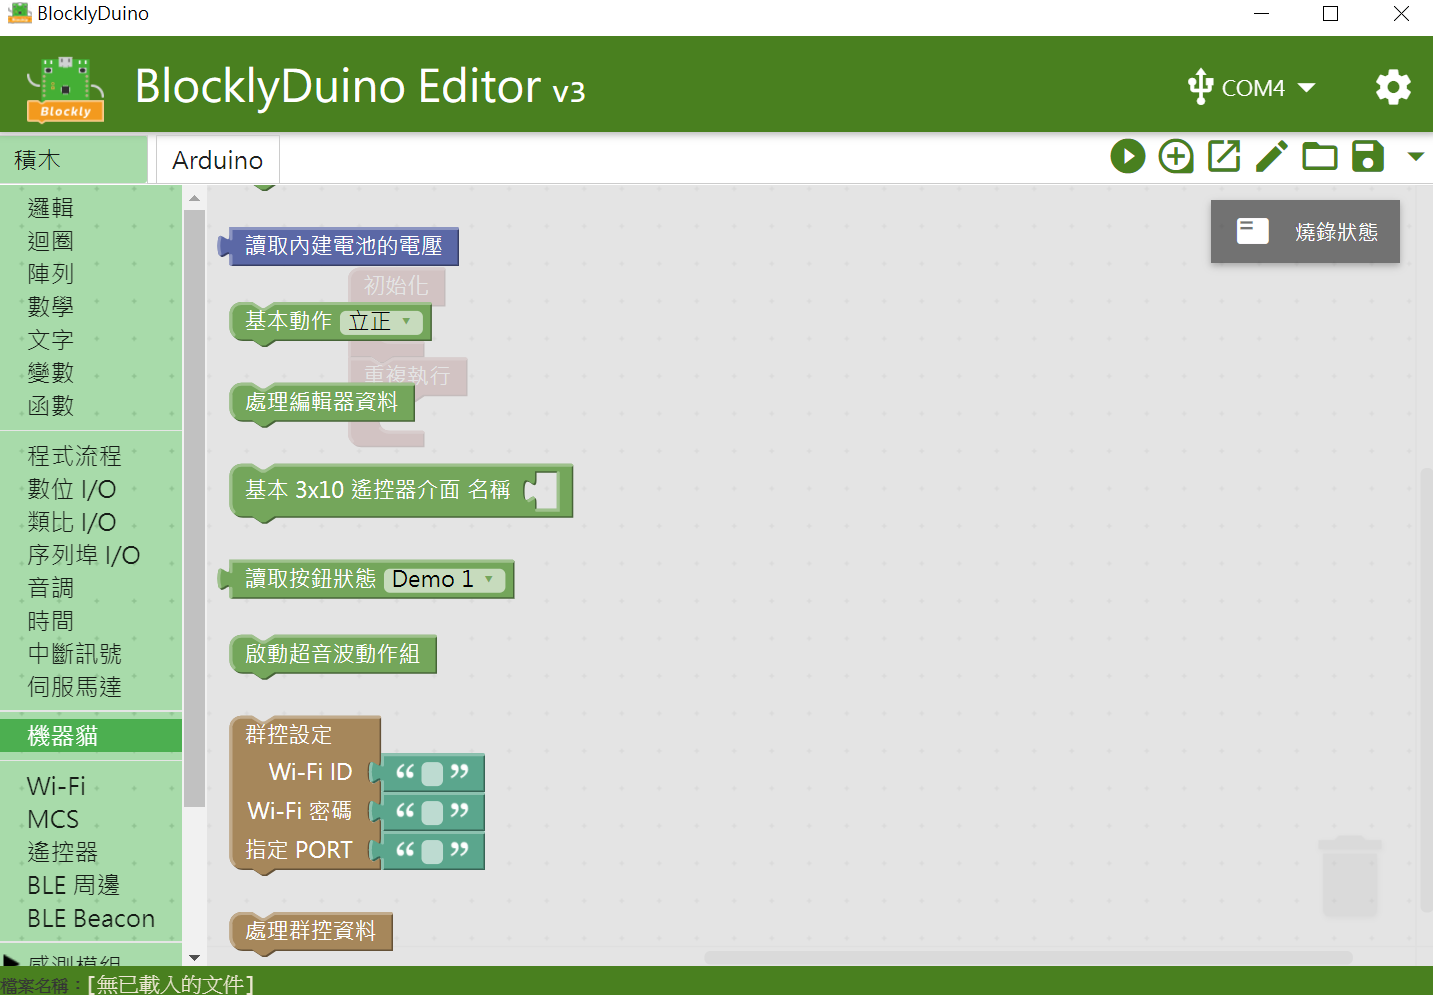 BlocklyDuino
Blockly
BlocklyDuino Editor v3
COM4
積木
Arduino
邏輯
迴圈
陣列
數學
文字
變數
函數
程式流程
數位 I/O
類比 I/O
序列埠 I/O
音調
時間
中斷訊號
伺服馬達
機器貓
Wi-Fi
MCS
遙控器
BLE 周邊
BLE Beacon
感測模組
讀取內建電池的電壓
初始化
基本動作 立正
重複執行
處理編輯器資料
基本 3x10 遙控器介面 名稱
讀取按鈕狀態 Demo 1
啟動超音波動作組
群控設定
Wi-Fi ID “ ”
Wi-Fi 密碼 “ ”
指定 PORT “ ”
處理群控資料
燒錄狀態
檔案名稱：[無已載入的文件]